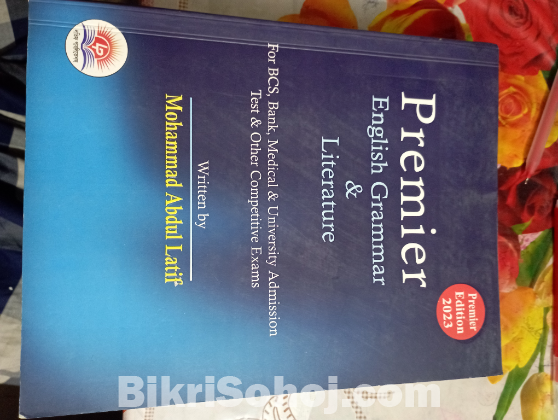 Premier
English Grammar
&
Literature
Premier
Edition
2023
For BCS, Bank, Medical & University Admission
Test & Other Competitive Exams
Written by
Mohammad Abdul Latif
BikriSohoj.com